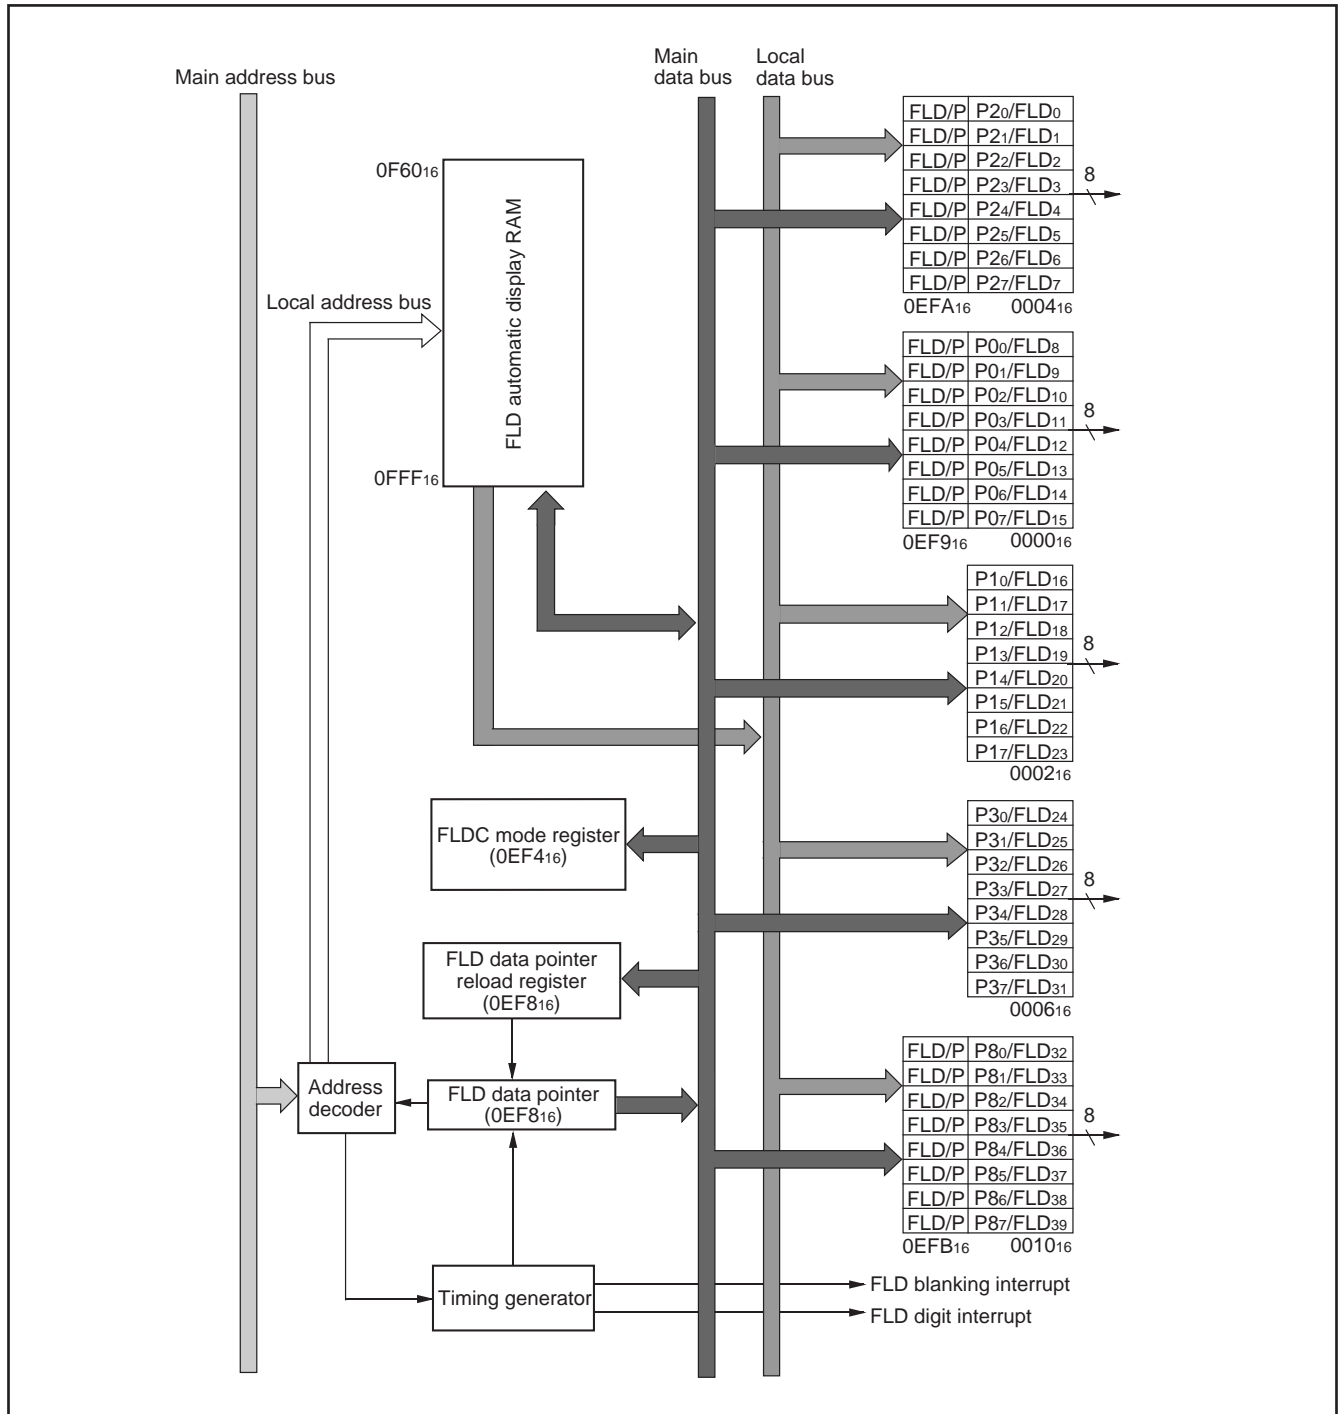 Main address bus
Main
data bus
Local
data bus
0F6016
FLD automatic display RAM
0FFF16
Local address bus
FLDC mode register
(0EF416)
FLD data pointer
reload register
(0EF816)
Address
decoder
FLD data pointer
(0EF816)
Timing generator
FLD blanking interrupt
FLD digit interrupt
FLD/P P20/FLD0
FLD/P P21/FLD1
FLD/P P22/FLD2
FLD/P P23/FLD3
FLD/P P24/FLD4
FLD/P P25/FLD5
FLD/P P26/FLD6
FLD/P P27/FLD7
8
0EFA16 000416
FLD/P P00/FLD8
FLD/P P01/FLD9
FLD/P P02/FLD10
FLD/P P03/FLD11
FLD/P P04/FLD12
FLD/P P05/FLD13
FLD/P P06/FLD14
FLD/P P07/FLD15
8
0EF916 000016
P10/FLD16
P11/FLD17
P12/FLD18
P13/FLD19
P14/FLD20
P15/FLD21
P16/FLD22
P17/FLD23
8
000216
P30/FLD24
P31/FLD25
P32/FLD26
P33/FLD27
P34/FLD28
P35/FLD29
P36/FLD30
P37/FLD31
8
000616
FLD/P P80/FLD32
FLD/P P81/FLD33
FLD/P P82/FLD34
FLD/P P83/FLD35
FLD/P P84/FLD36
FLD/P P85/FLD37
FLD/P P86/FLD38
FLD/P P87/FLD39
8
0EFB16 001016